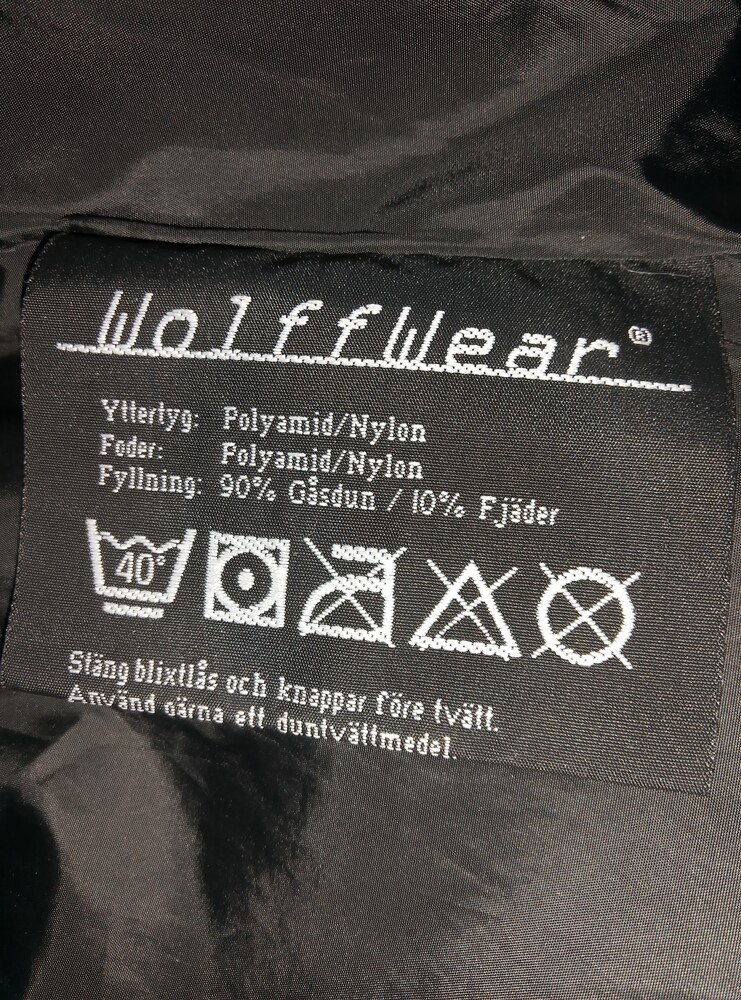 WolffWear®
Yttertyg: Polyamid/Nylon
Foder: Polyamid/Nylon
Fyllning: 90% Gåsdun / 10% Fjäder
40°
Stäng blixtlås och knappar före tvätt.
Använd gärna ett duntvättmedel.